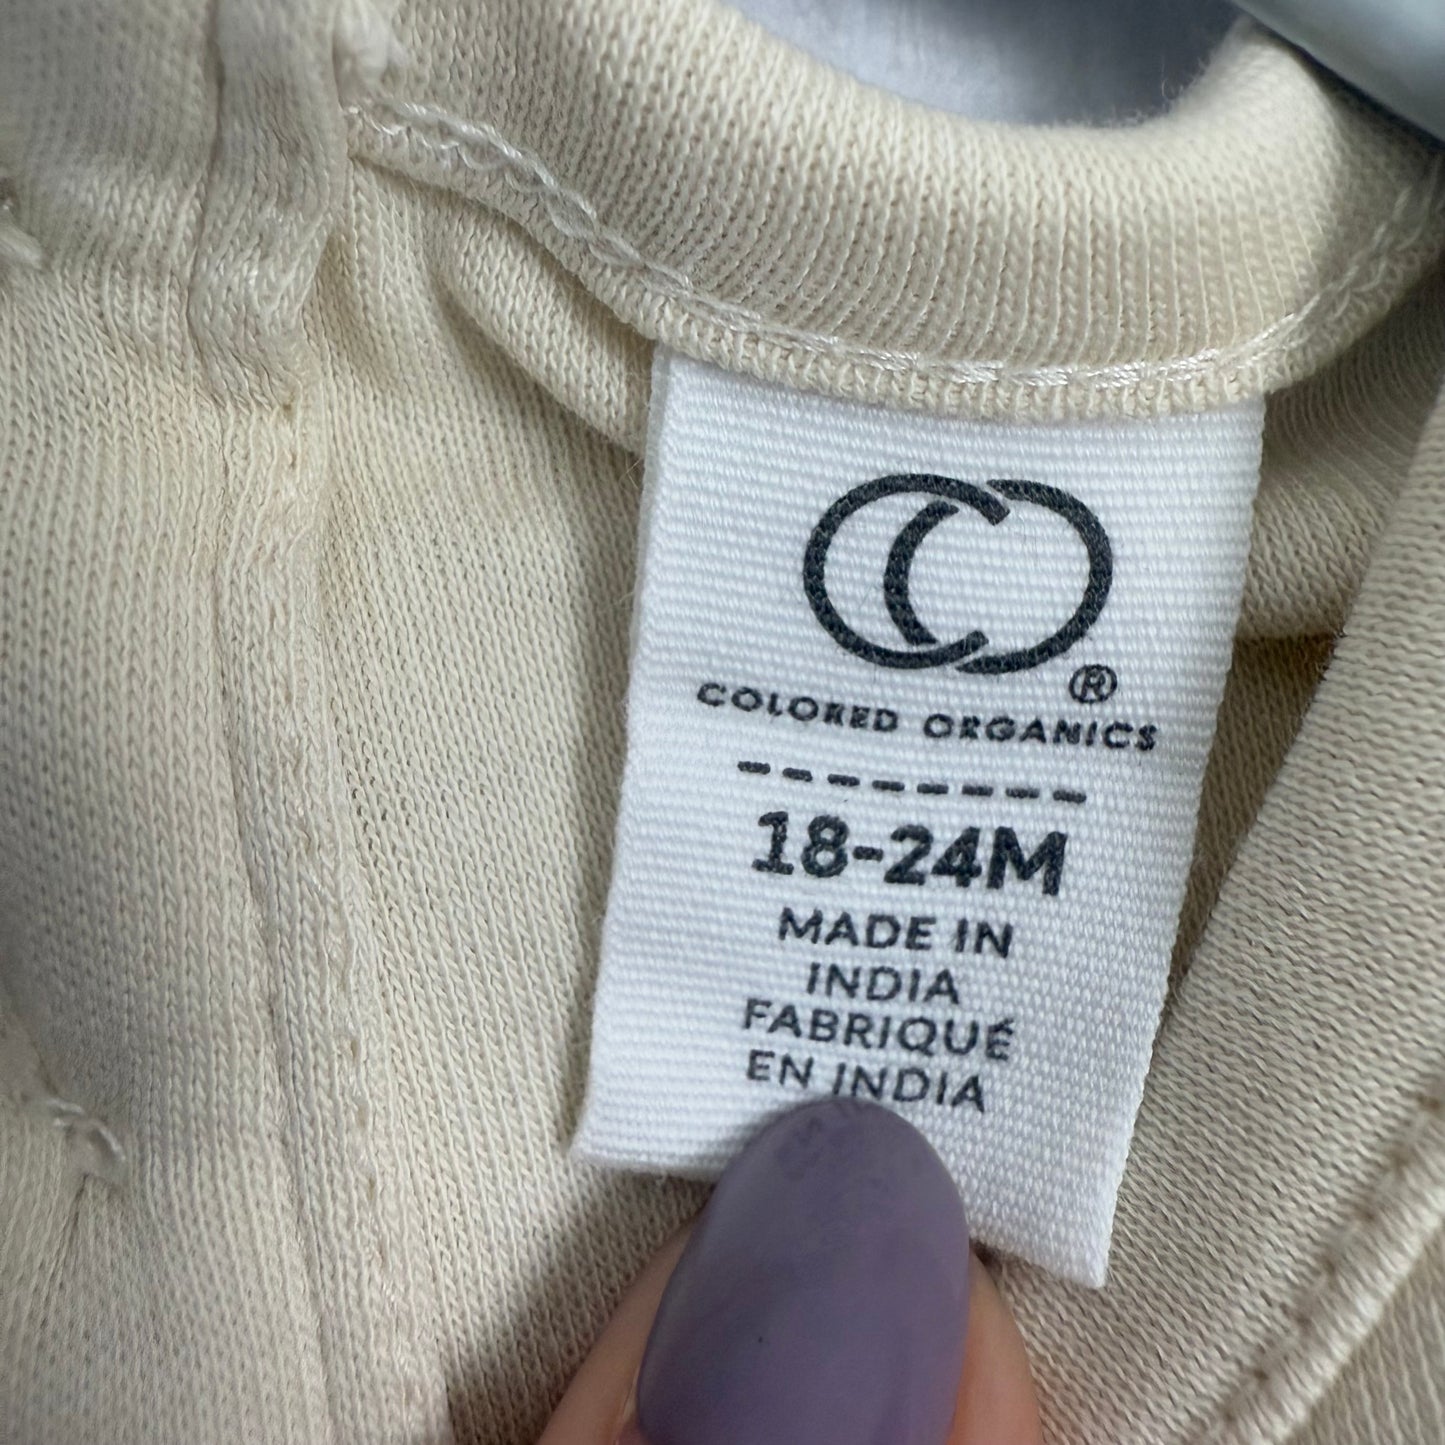 ®
COLORED ORGANICS
18-24M
MADE IN
INDIA
FABRIQUÉ
EN INDIA